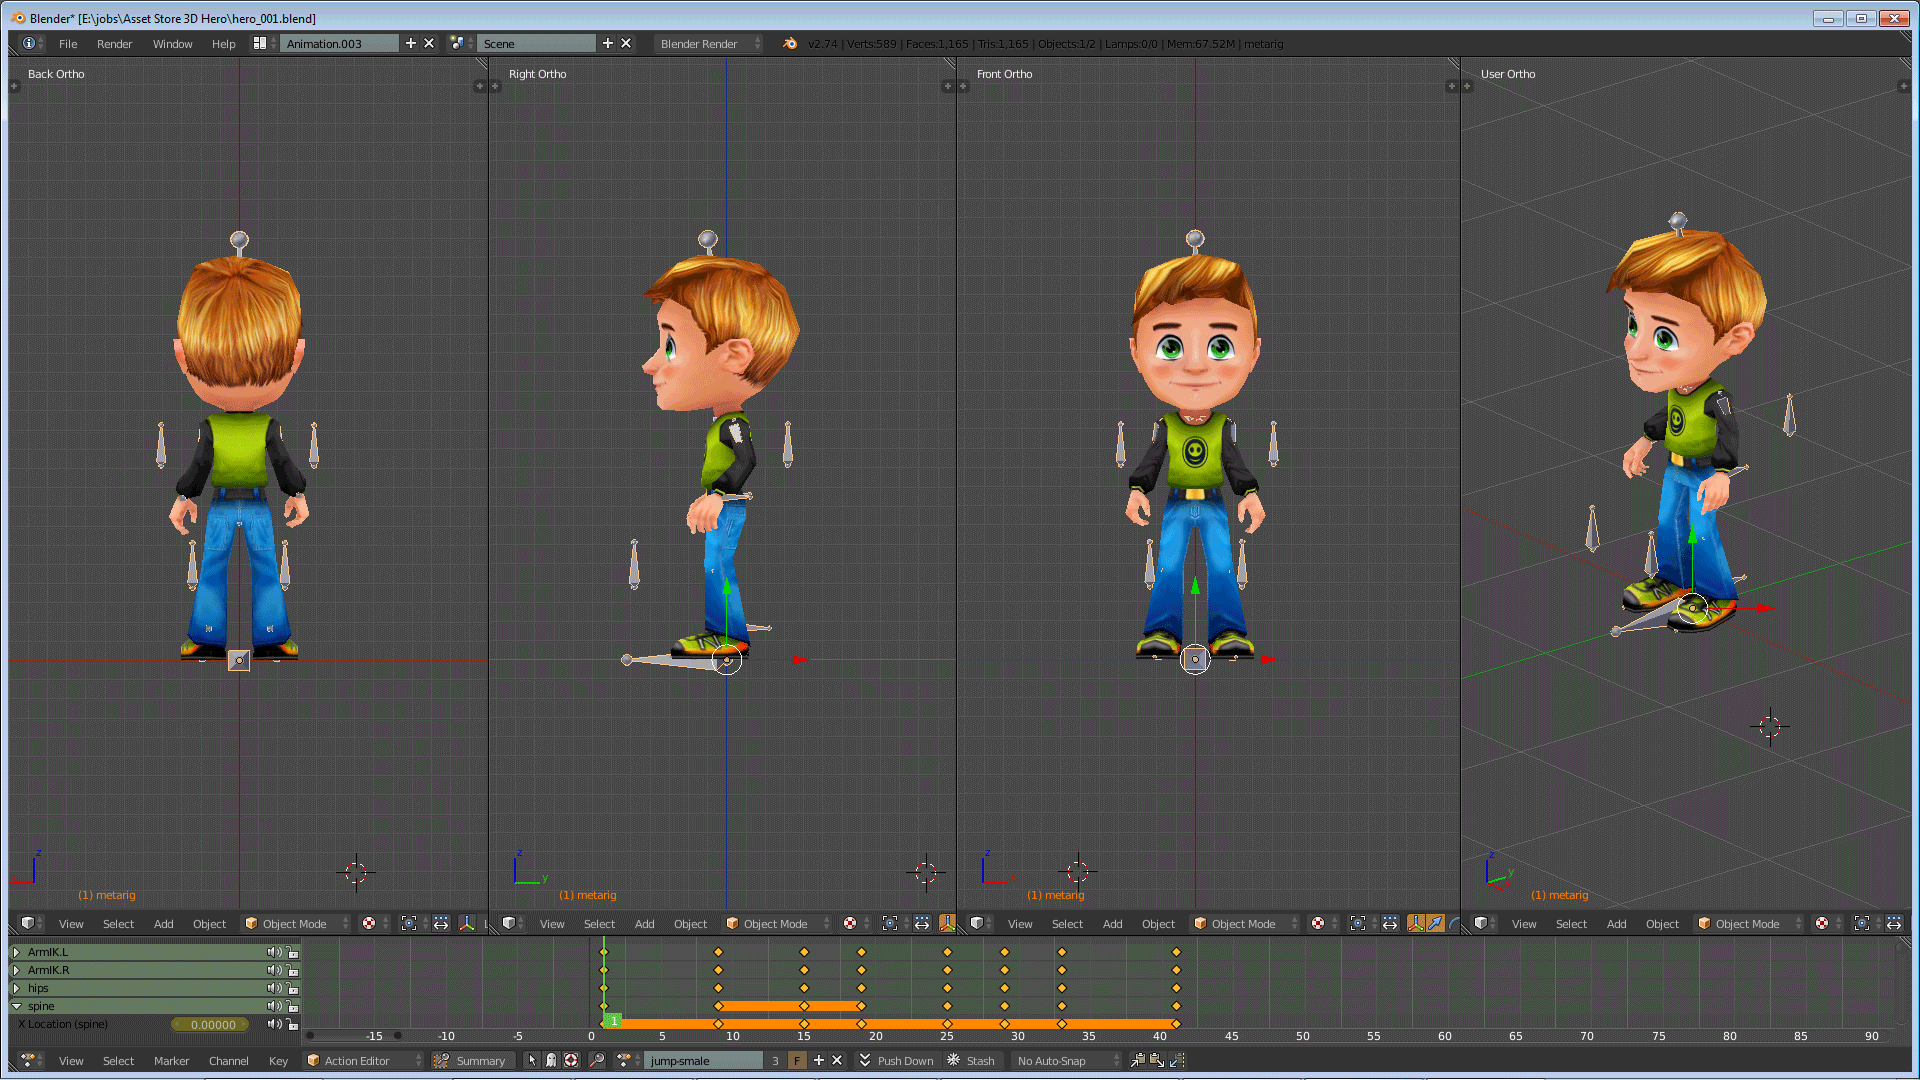 Blender* [E:\jobs\Asset Store 3D Hero\hero_001.blend]
File Render Window Help Animation.003 Scene Blender Render v2.74 | Verts:589 | Faces:1,165 | Tris:1,165 | Objects:1/2 | Lamps:0/0 | Mem:67.52M | metarig
Back Ortho Right Ortho Front Ortho User Ortho
z z z z
y y
(1) metarig (1) metarig (1) metarig (1) metarig
View Select Add Object Object Mode View Select Add Object Object Mode View Select Add Object Object Mode View Select Add Object Object Mode
ArmIK.L
ArmIK.R
hips
spine
X Location (spine) 0.00000 1
-15 -10 -5 0 5 10 15 20 25 30 35 40 45 50 55 60 65 70 75 80 85 90
View Select Marker Channel Key Action Editor Summary jump-smale 3 F Push Down Stash No Auto-Snap